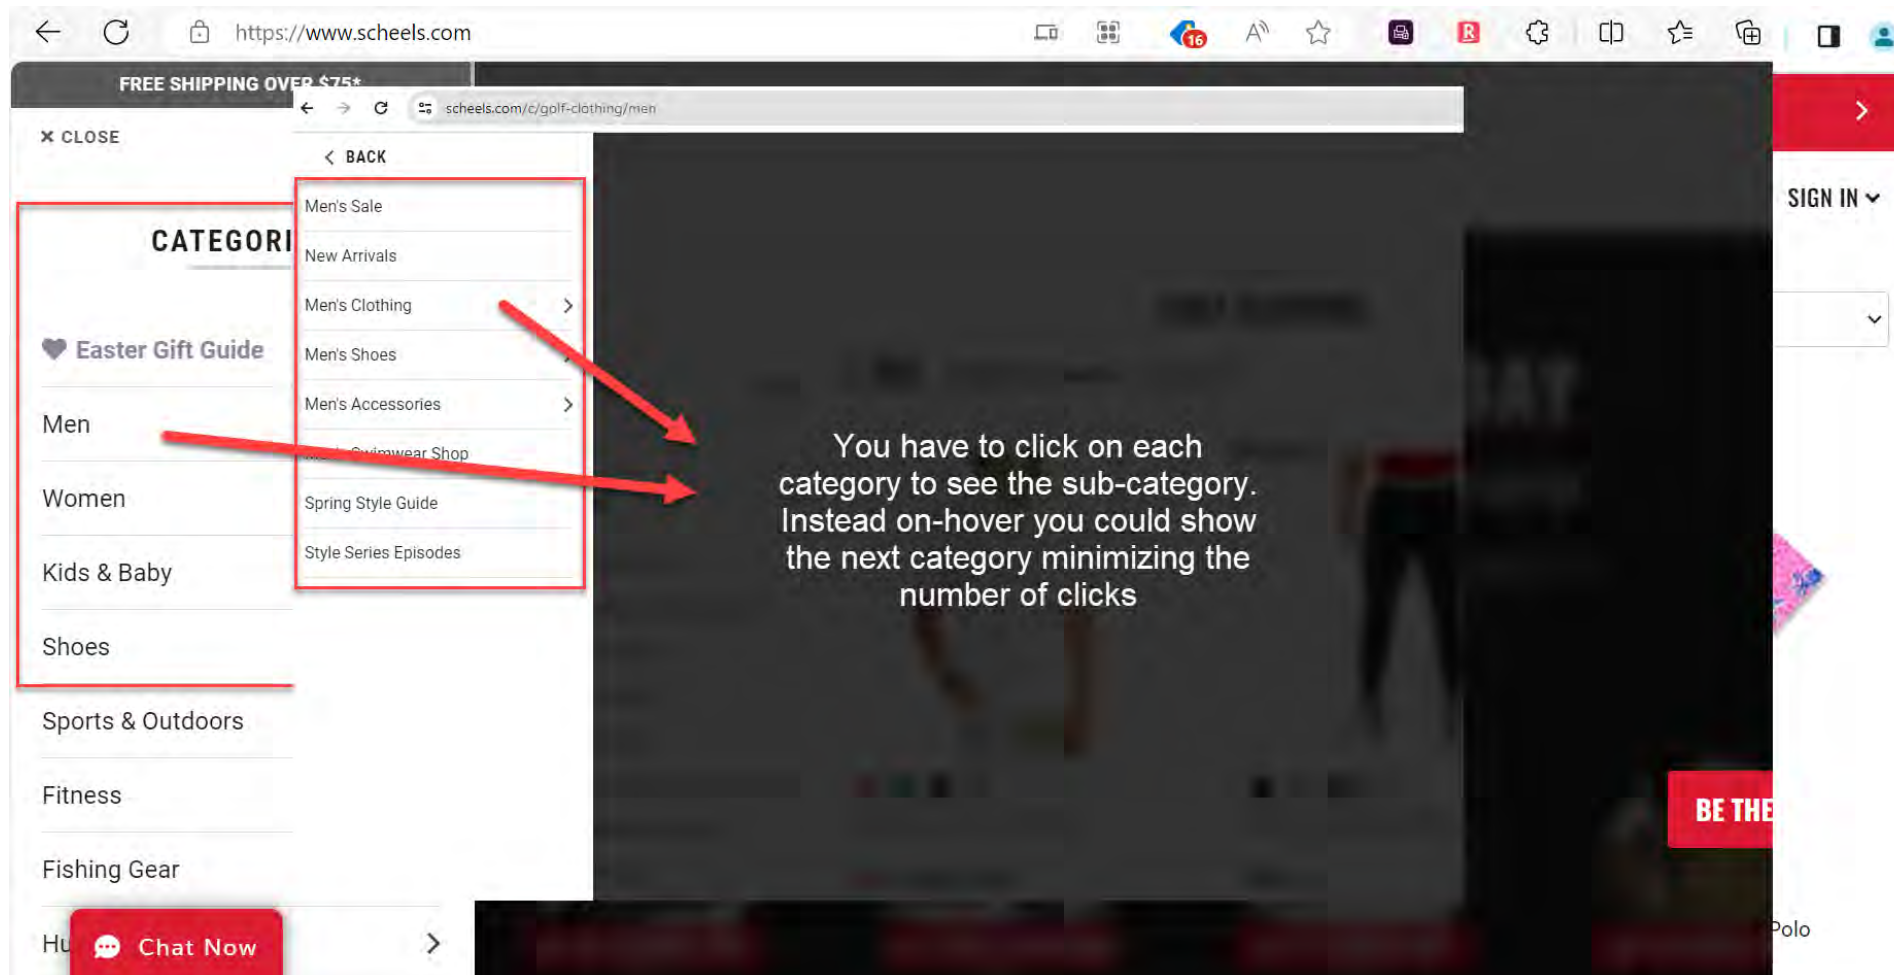 https://www.scheels.com
16
A
R
FREE SHIPPING OVER $75*
scheels.com/c/golf-clothing/men
CLOSE
BACK
SIGN IN
CATEGORI
Men's Sale
New Arrivals
Men's Clothing
Easter Gift Guide
Men's Shoes
Men's Accessories
Men
Swimwear Shop
Women
Spring Style Guide
Style Series Episodes
Kids & Baby
Shoes
Sports & Outdoors
Fitness
Fishing Gear
Hu
Chat Now
You have to click on each
category to see the sub-category.
Instead on-hover you could show
the next category minimizing the
number of clicks
BE THE
Polo